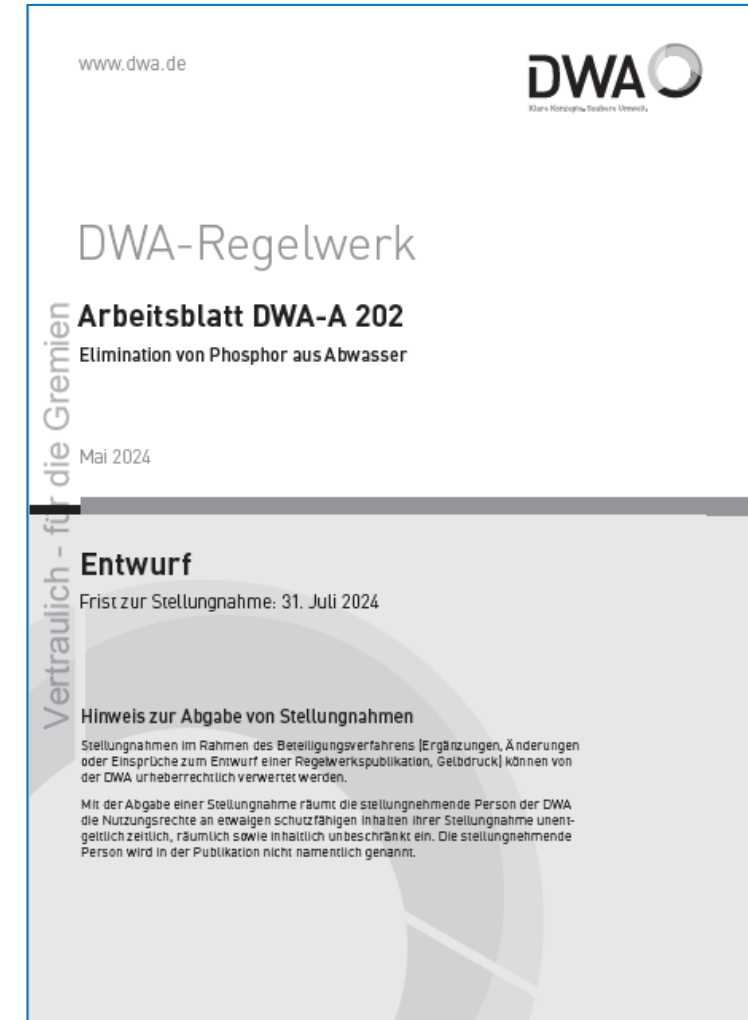 www.dwa.de
DWA
Klare Konzepte. Saubere Umwelt.
DWA-Regelwerk
Arbeitsblatt DWA-A 202
Elimination von Phosphor aus Abwasser
Mai 2024
Vertraulich - für die Gremien
Entwurf
Frist zur Stellungnahme: 31. Juli 2024
Hinweis zur Abgabe von Stellungnahmen
Stellungnahmen im Rahmen des Beteiligungsverfahrens (Ergänzungen, Änderungen
oder Einsprüche zum Entwurf einer Regelwerkspublikation, Gelbdruck) können von
der DWA urheberrechtlich verwertet werden.
Mit der Abgabe einer Stellungnahme räumt die stellungnehmende Person der DWA
die Nutzungsrechte an etwaigen schutzfähigen Inhalten ihrer Stellungnahme unent-
geltlich zeitlich, räumlich sowie inhaltlich unbeschränkt ein. Die stellungnehmende
Person wird in der Publikation nicht namentlich genannt.